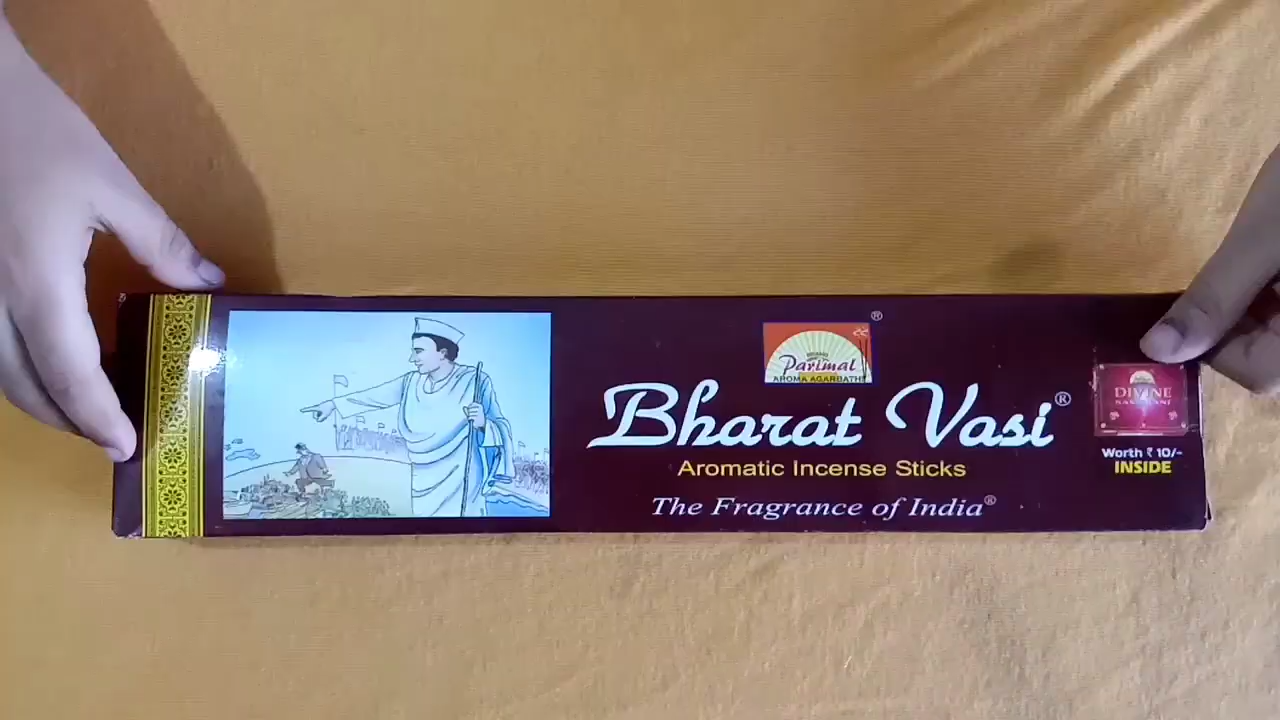 ®
Parimal
AROMA AGARBATHI
Bharat Vasi®
Aromatic Incense Sticks
The Fragrance of India®
DIVINE
Worth ₹ 10/-
INSIDE